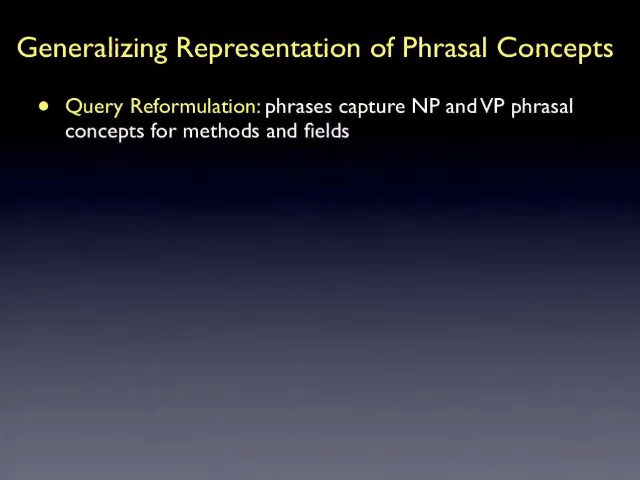 Generalizing Representation of Phrasal Concepts
• Query Reformulation: phrases capture NP and VP phrasal
concepts for methods and fields